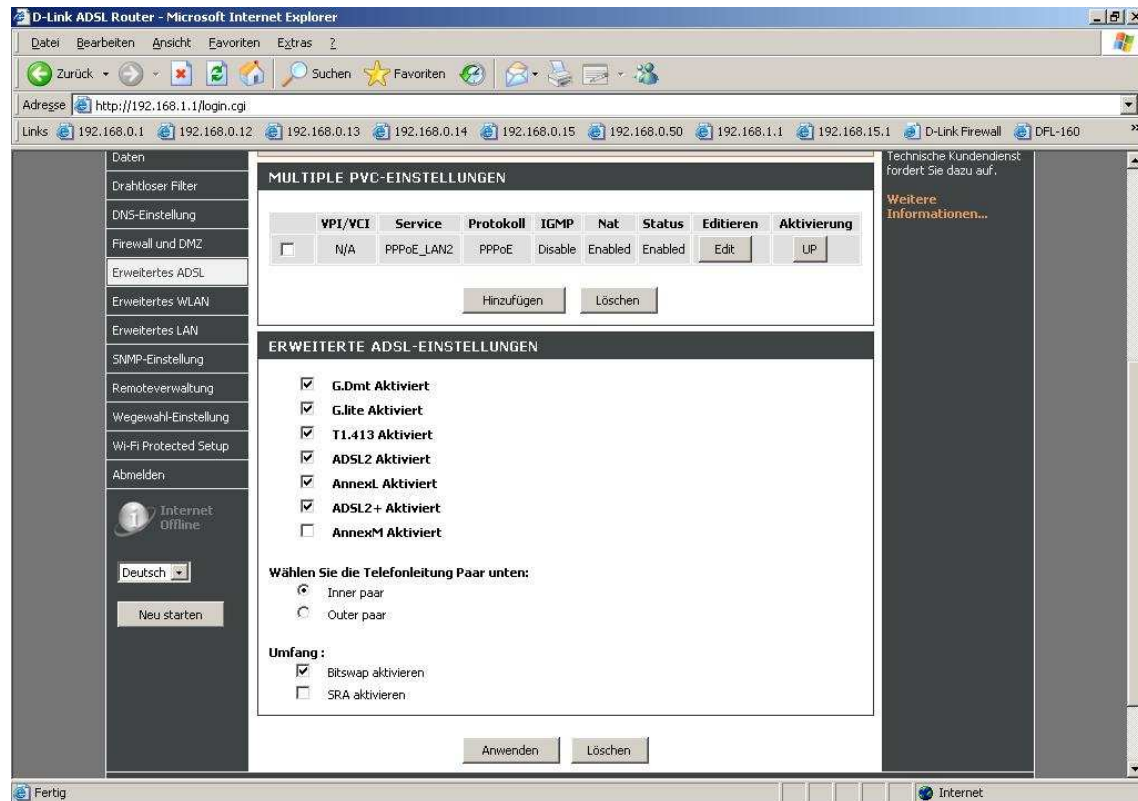 D-Link ADSL Router - Microsoft Internet Explorer
Datei Bearbeiten Ansicht Favoriten Extras ?
Zurück Suchen Favoriten
Adresse http://192.168.1.1/login.cgi
Links 192.168.0.1 192.168.0.12 192.168.0.13 192.168.0.14 192.168.0.15 192.168.0.50 192.168.1.1 192.168.15.1 D-Link Firewall DFL-160 »
Daten
Drahtloser Filter
DNS-Einstellung
Firewall und DMZ
Erweitertes ADSL
Erweitertes WLAN
Erweitertes LAN
SNMP-Einstellung
Remoteverwaltung
Wegewahl-Einstellung
Wi-Fi Protected Setup
Abmelden
Internet
Offline
Deutsch
Neu starten
MULTIPLE PVC-EINSTELLUNGEN
VPI/VCI Service Protokoll IGMP Nat Status Editieren Aktivierung
N/A PPPoE_LAN2 PPPoE Disable Enabled Enabled Edit UP
Hinzufügen Löschen
ERWEITERTE ADSL-EINSTELLUNGEN
G.Dmt Aktiviert
G.lite Aktiviert
T1.413 Aktiviert
ADSL2 Aktiviert
AnnexL Aktiviert
ADSL2+ Aktiviert
AnnexM Aktiviert
Wählen Sie die Telefonleitung Paar unten:
Inner paar
Outer paar
Umfang :
Bitswap aktivieren
SRA aktivieren
Anwenden Löschen
Technische Kundendienst
fordert Sie dazu auf.
Weitere
Informationen...
Fertig
Internet